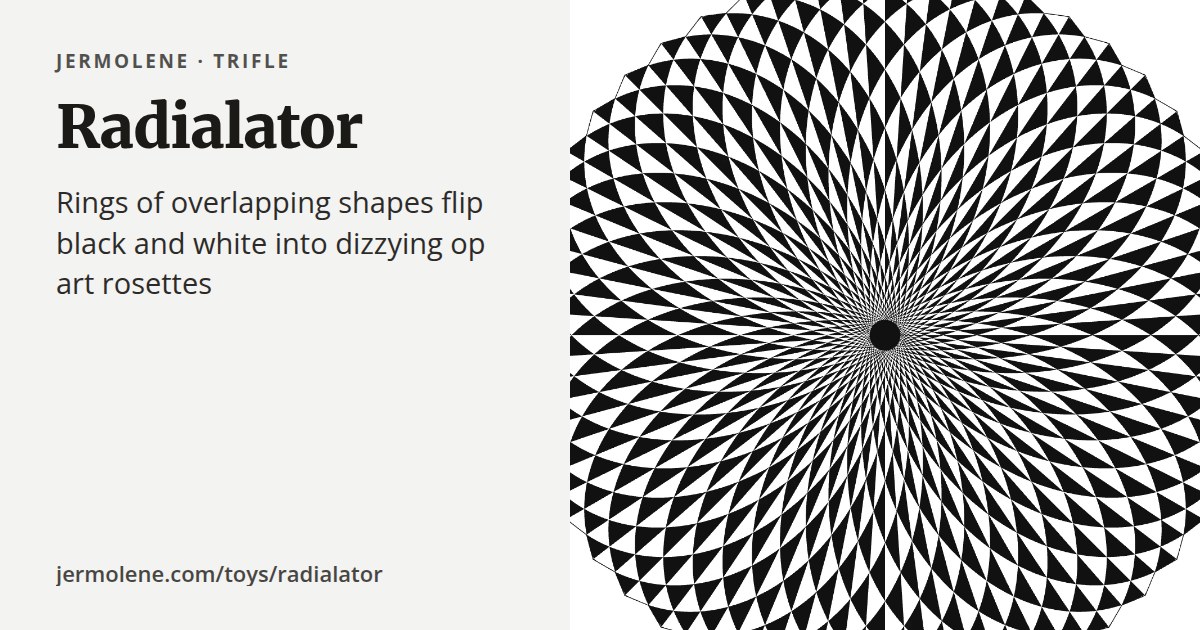 JERMOLENE · TRIFLE
Radialator
Rings of overlapping shapes flip
black and white into dizzying op
art rosettes
jermolene.com/toys/radialator